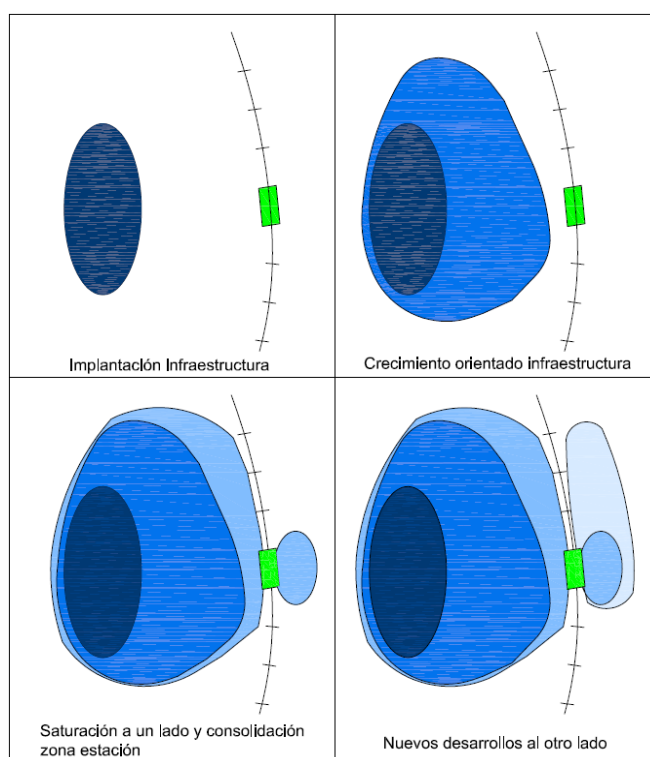 Implantación Infraestructura
Crecimiento orientado infraestructura
Saturación a un lado y consolidación
zona estación
Nuevos desarrollos al otro lado